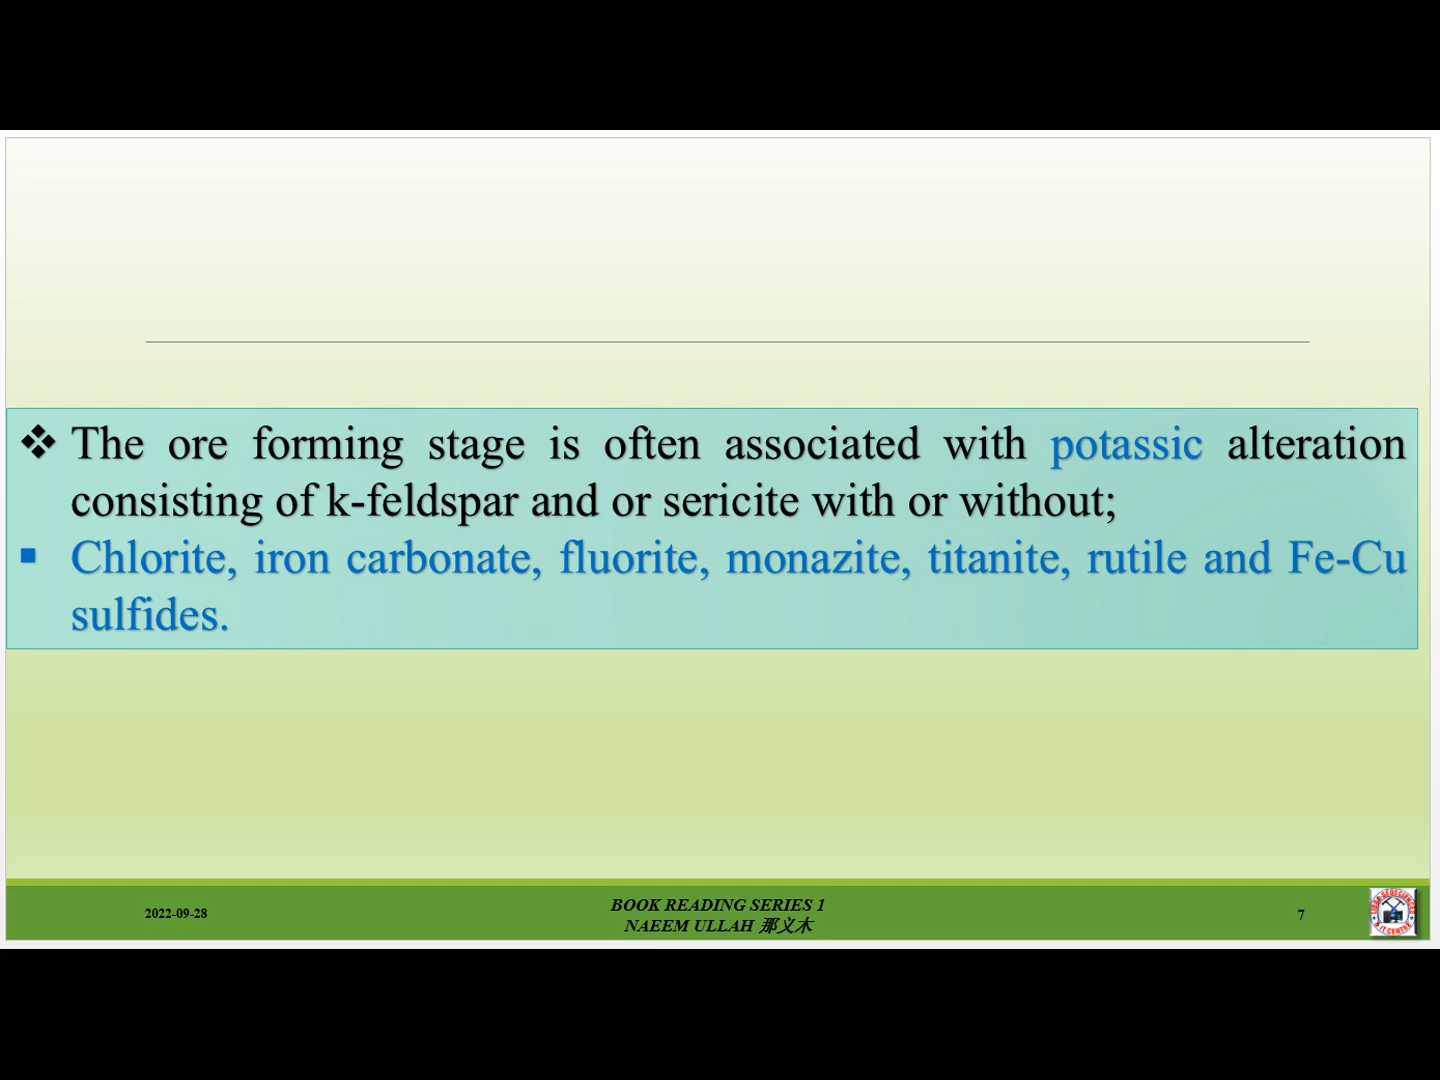 ❖ The ore forming stage is often associated with potassic alteration
consisting of k-feldspar and or sericite with or without;
▪ Chlorite, iron carbonate, fluorite, monazite, titanite, rutile and Fe-Cu
sulfides.
2022-09-28
BOOK READING SERIES 1
NAEEM ULLAH 那义木
7